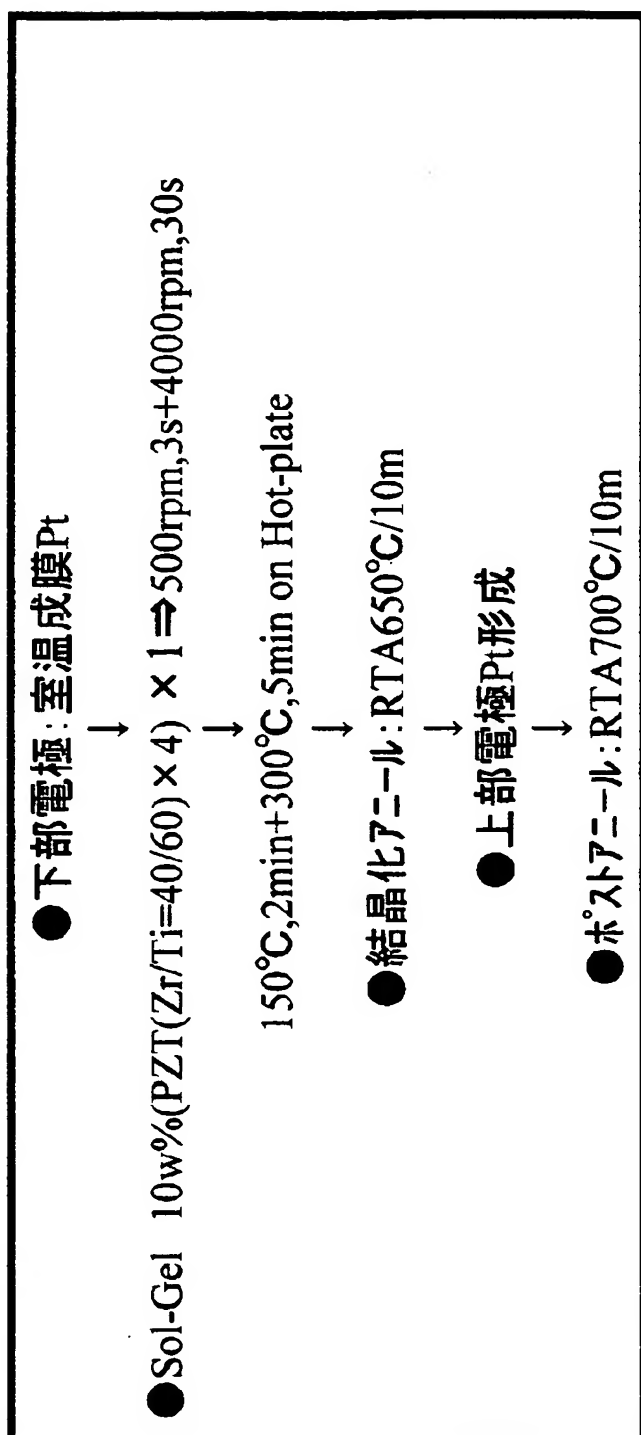 ●下部電極:室温成膜Pt
↓
●Sol-Gel 10w%(PZT(Zr/Ti=40/60)×4) ×1⇒500rpm,3s+4000rpm,30s
↓
150℃,2min+300℃,5min on Hot-plate
↓
●結晶化アニール:RTA650℃/10m
↓
●上部電極Pt形成
↓
●ポストアニール:RTA700℃/10m